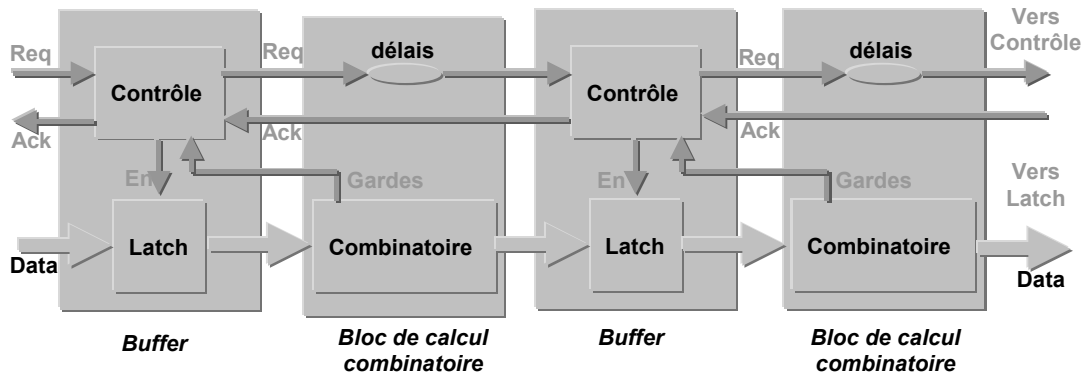 Vers
Contrôle
Req
Req
délais
Req
délais
Contrôle
Contrôle
Ack
Ack
Ack
En
Gardes
En
Gardes
Vers
Latch
Data
Latch
Combinatoire
Latch
Combinatoire
Data
Buffer
Bloc de calcul
combinatoire
Buffer
Bloc de calcul
combinatoire